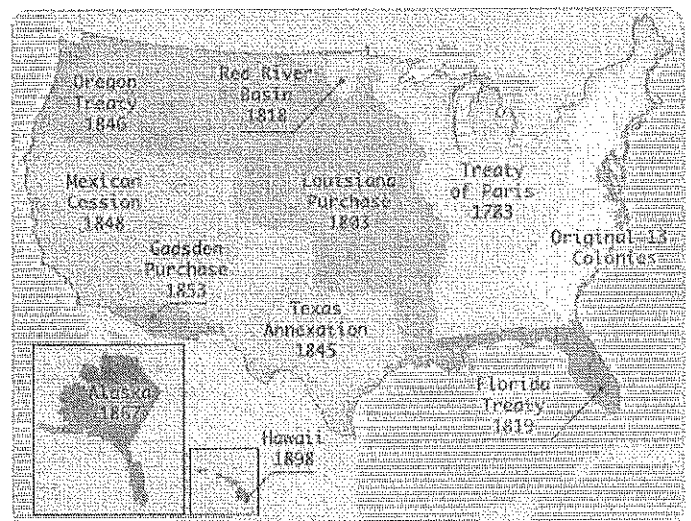 Oregon
Treaty
1846
Red River
Basin
1818
Mexican
Cession
1848
Louisiana
Purchase
1803
Treaty
of Paris
1783
Gadsden
Purchase
1853
Original 13
Colonies
Texas
Annexation
1845
Alaska
1867
Florida
Treaty
1819
Hawaii
1898